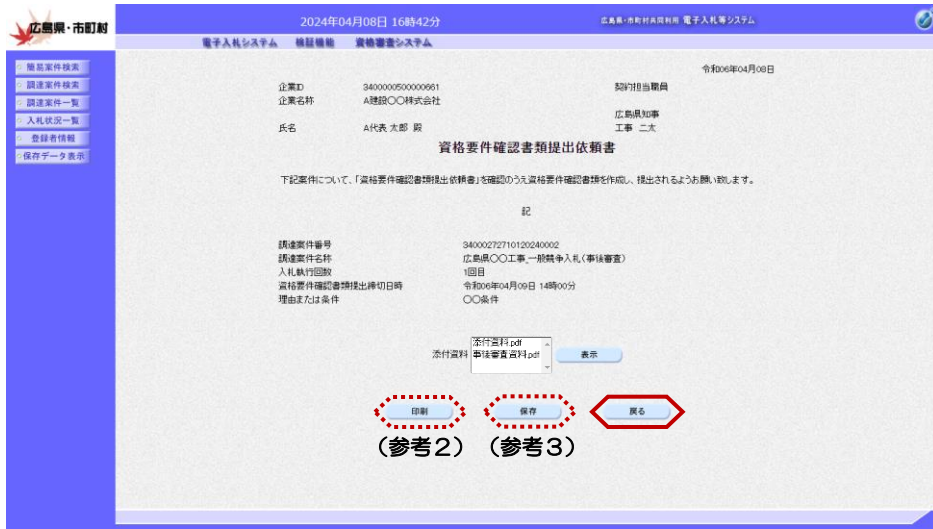 広島県・市町村
2024年04月08日 16時42分
広島県・市町村共同利用 電子入札等システム
電子入札システム 検証機能 資格審査システム
簡易案件検索
調達案件検索
調達案件一覧
入札状況一覧
登録者情報
保存データ表示
令和06年04月08日
企業ID 3400000500000661 契約担当職員
企業名称 A建設〇〇株式会社
広島県知事
氏名 A代表 太郎 殿 工事 二太
資格要件確認書類提出依頼書
下記案件について、「資格要件確認書類提出依頼書」を確認のうえ資格要件確認書類を作成し、提出されるようお願い致します。
記
調達案件番号 34000272710120240002
調達案件名称 広島県〇〇工事_一般競争入札(事後審査)
入札執行回数 1回目
資格要件確認書類提出締切日時 令和06年04月09日 14時00分
理由または条件 〇〇条件
添付資料.pdf
添付資料 事後審査資料.pdf 表示
印刷 保存 戻る
(参考2) (参考3)